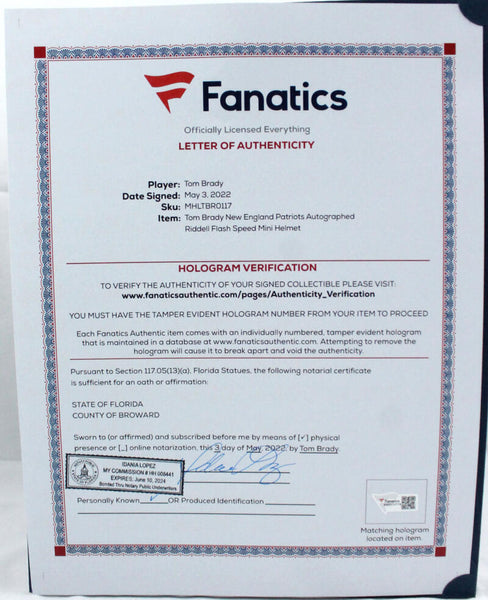 Fanatics
Officially Licensed Everything
LETTER OF AUTHENTICITY
Player: Tom Brady
Date Signed: May 3, 2022
Sku: MHLTBR0117
Item: Tom Brady New England Patriots Autographed
Riddell Flash Speed Mini Helmet
HOLOGRAM VERIFICATION
TO VERIFY THE AUTHENTICITY OF YOUR SIGNED COLLECTIBLE PLEASE VISIT:
www.fanaticsauthentic.com/pages/Authenticity_Verification
YOU MUST HAVE THE TAMPER EVIDENT HOLOGRAM NUMBER FROM YOUR ITEM TO PROCEED
Each Fanatics Authentic item comes with an individually numbered, tamper evident hologram
that is maintained in a database at www.fanaticsauthentic.com. Attempting to remove the
hologram will cause it to break apart and void the authenticity.
Pursuant to Section 117.05(13)(a), Florida Statues, the following notarial certificate
is sufficient for an oath or affirmation:
STATE OF FLORIDA
COUNTY OF BROWARD
Sworn to (or affirmed) and subscribed before me by means of [✓] physical
presence or [_] online notarization, this 3 day of May, 2022 by Tom Brady.
IDANIA LOPEZ
MY COMMISSION # HH 008441
EXPIRES: June 10, 2024
Bonded Thru Notary Public Underwriters
Personally Known ✓ OR Produced Identification
Matching hologram
located on item.